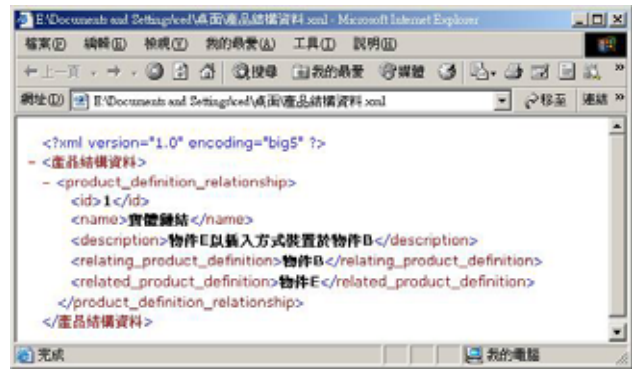 E:\Documents and Settings\ced\桌面\產品結構資料.xml - Microsoft Internet Explorer
檔案(F) 編輯(E) 檢視(V) 我的最愛(A) 工具(T) 說明(H)
上一頁 搜尋 我的最愛 媒體 »
網址(D) E:\Documents and Settings\ced\桌面\產品結構資料.xml 移至 連結 »
<?xml version="1.0" encoding="big5" ?>
- <產品結構資料>
- <product_definition_relationship>
<id>1</id>
<name>實體鏈結</name>
<description>物件E以插入方式裝置於物件B</description>
<relating_product_definition>物件B</relating_product_definition>
<related_product_definition>物件E</related_product_definition>
</product_definition_relationship>
</產品結構資料>
完成 我的電腦